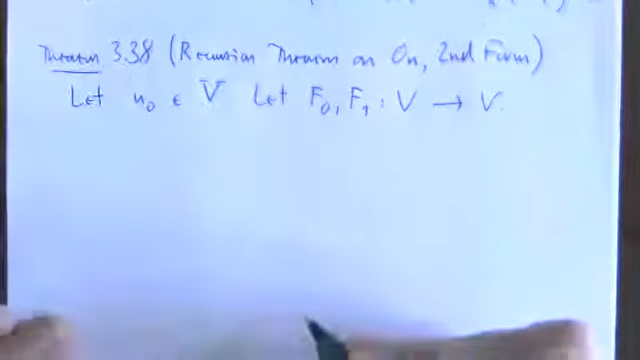 Theorem 3.38 (Recursion Theorem on On, 2nd Form)
Let u₀ ∈ V Let F₀, F₁ : V → V.